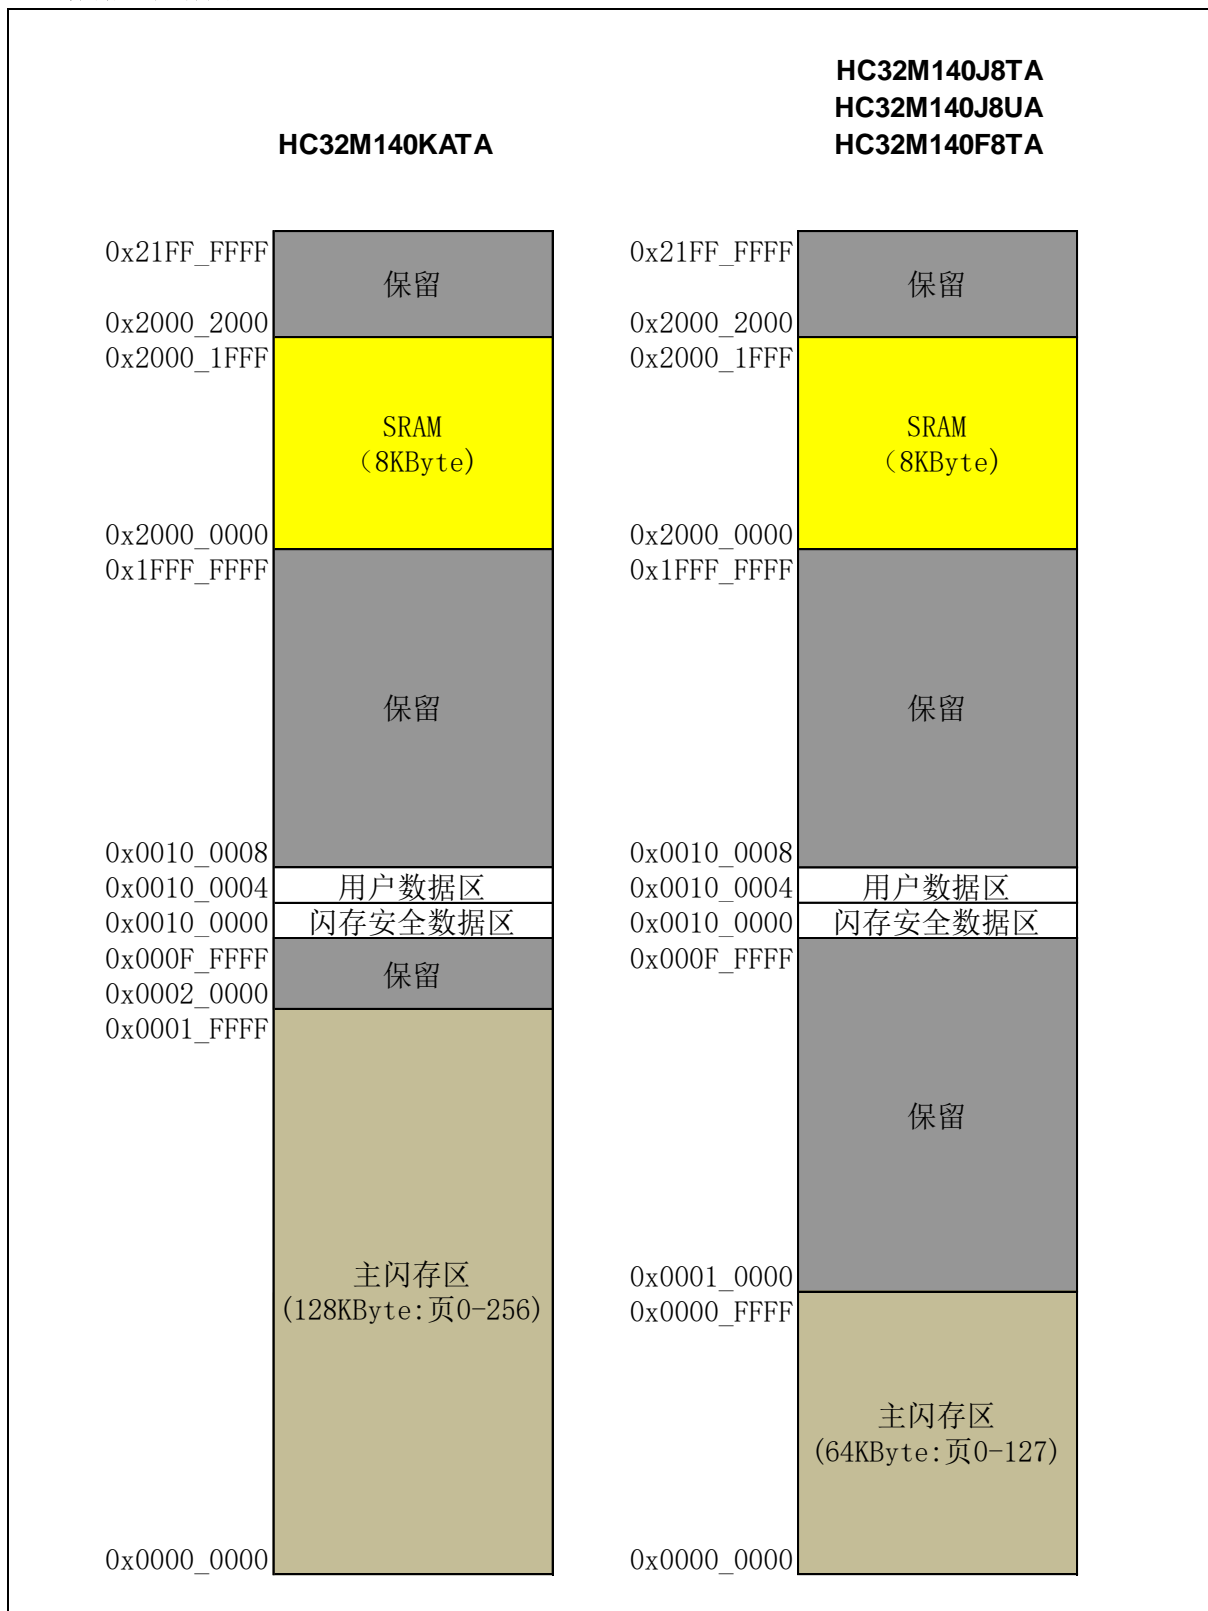 HC32M140KATA
0x21FF_FFFF
保留
0x2000_2000
0x2000_1FFF
SRAM
(8KByte)
0x2000_0000
0x1FFF_FFFF
保留
0x0010_0008
0x0010_0004
用户数据区
0x0010_0000
闪存安全数据区
0x000F_FFFF
保留
0x0002_0000
0x0001_FFFF
主闪存区
(128KByte:页0-256)
0x0000_0000
HC32M140J8TA
HC32M140J8UA
HC32M140F8TA
0x21FF_FFFF
保留
0x2000_2000
0x2000_1FFF
SRAM
(8KByte)
0x2000_0000
0x1FFF_FFFF
保留
0x0010_0008
0x0010_0004
用户数据区
0x0010_0000
闪存安全数据区
0x000F_FFFF
保留
0x0001_0000
0x0000_FFFF
主闪存区
(64KByte:页0-127)
0x0000_0000